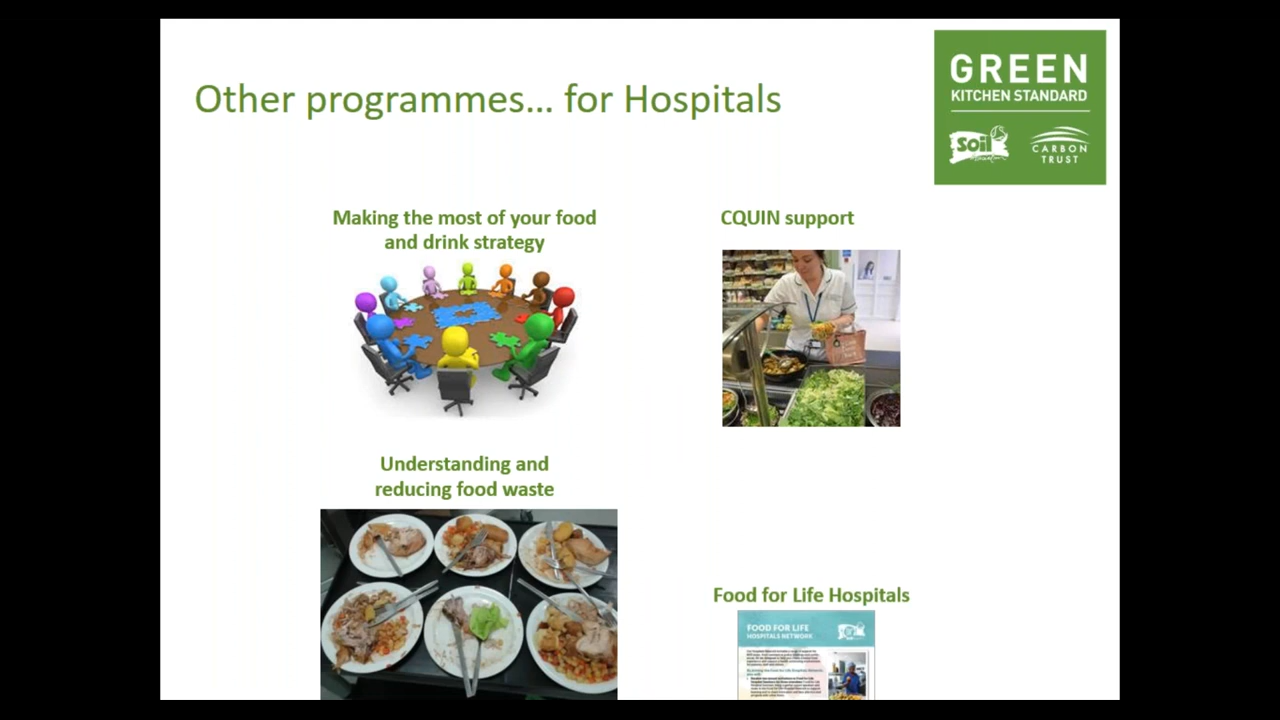 Other programmes... for Hospitals
GREEN
KITCHEN STANDARD
Soil
CARBON
TRUST
Making the most of your food
and drink strategy
CQUIN support
Understanding and
reducing food waste
Food for Life Hospitals
FOOD FOR LIFE
HOSPITALS NETWORK